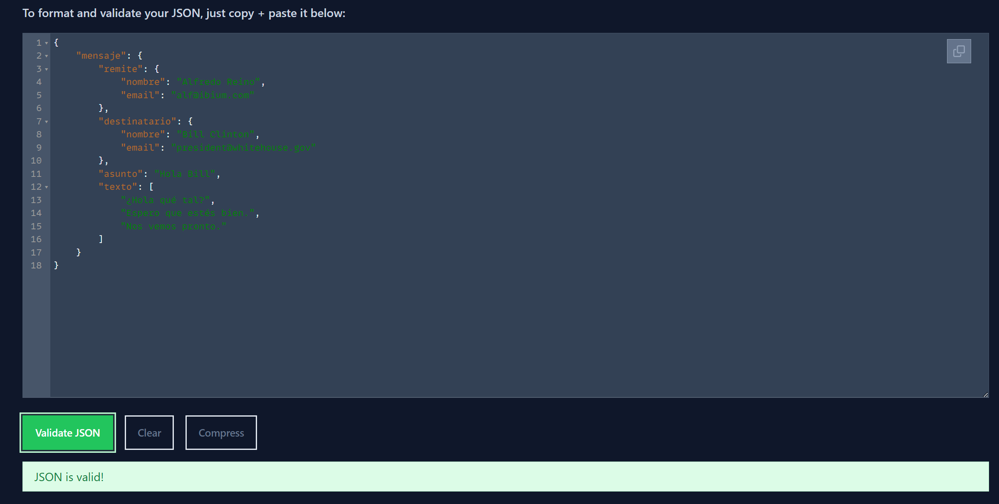 To format and validate your JSON, just copy + paste it below:
1 {
2     "mensaje": {
3         "remite": {
4             "nombre": "Alfredo Reino",
5             "email": "alf@ibium.com"
6         },
7         "destinatario": {
8             "nombre": "Bill Clinton",
9             "email": "president@whitehouse.gov"
10         },
11         "asunto": "Hola Bill",
12         "texto": [
13             "¿Hola qué tal?",
14             "Espero que estés bien.",
15             "Nos vemos pronto."
16         ]
17     }
18 }
Validate JSON Clear Compress
JSON is valid!